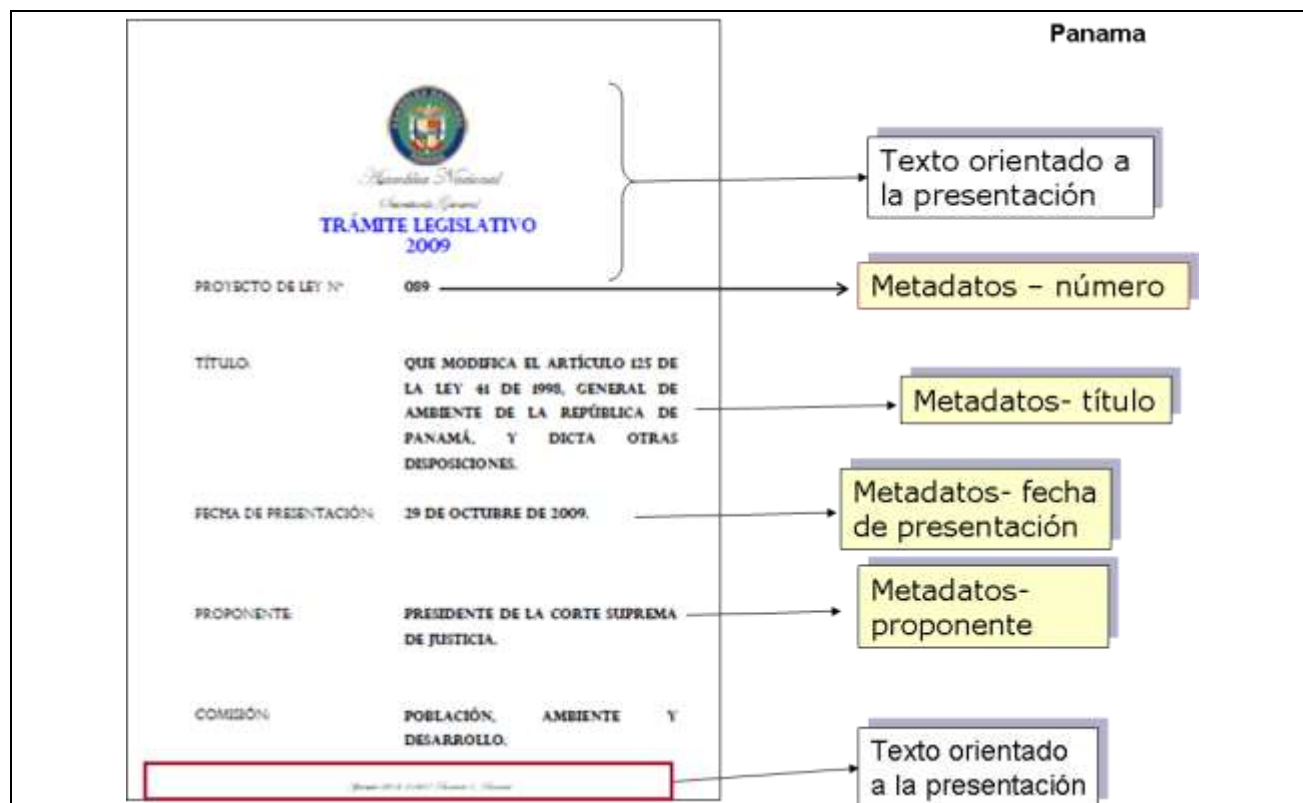 Panama
Asamblea Nacional
Secretaría General
TRÁMITE LEGISLATIVO
2009
PROYECTO DE LEY Nº
089
TÍTULO:
QUE MODIFICA EL ARTÍCULO 125 DE
LA LEY 41 DE 1998, GENERAL DE
AMBIENTE DE LA REPÚBLICA DE
PANAMÁ, Y DICTA OTRAS
DISPOSICIONES.
FECHA DE PRESENTACIÓN:
29 DE OCTUBRE DE 2009.
PROPONENTE:
PRESIDENTE DE LA CORTE SUPREMA
DE JUSTICIA.
COMISIÓN:
POBLACIÓN, AMBIENTE Y
DESARROLLO.
Texto orientado a
la presentación
Metadatos – número
Metadatos- título
Metadatos- fecha
de presentación
Metadatos-
proponente
Texto orientado
a la presentación